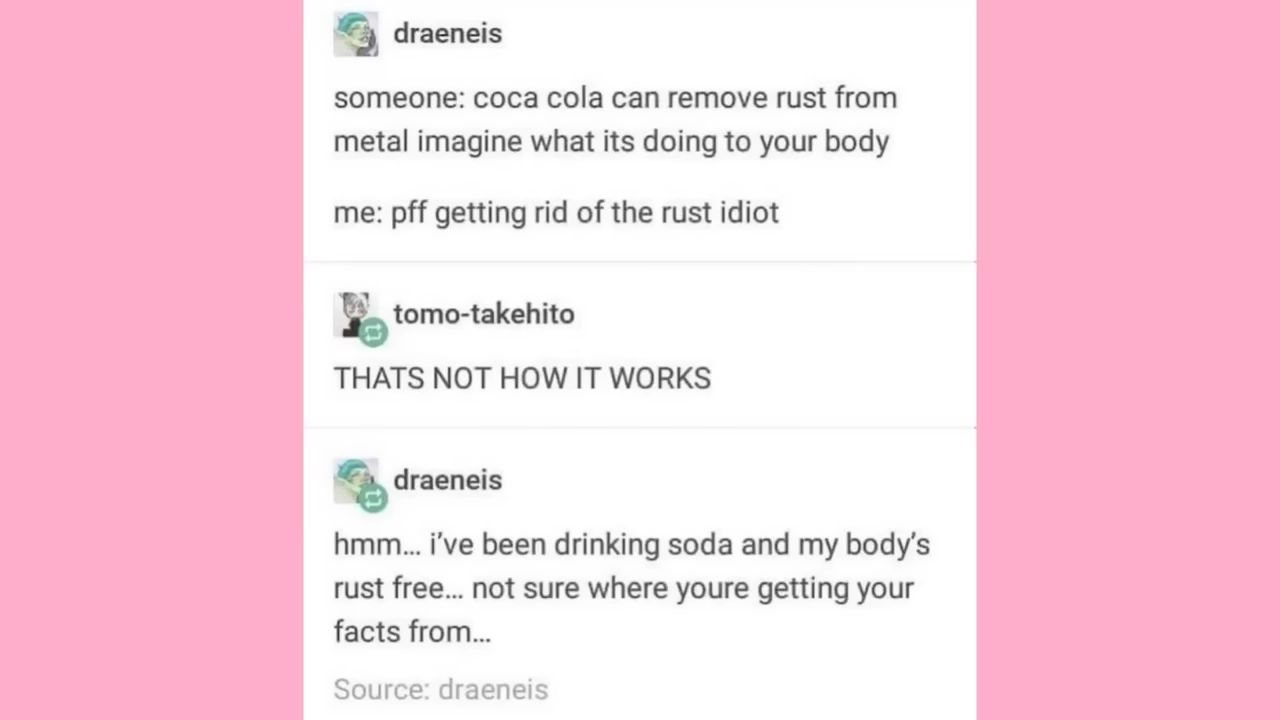 draeneis
someone: coca cola can remove rust from
metal imagine what its doing to your body
me: pff getting rid of the rust idiot
tomo-takehito
THATS NOT HOW IT WORKS
draeneis
hmm... i've been drinking soda and my body's
rust free... not sure where youre getting your
facts from...
Source: draeneis